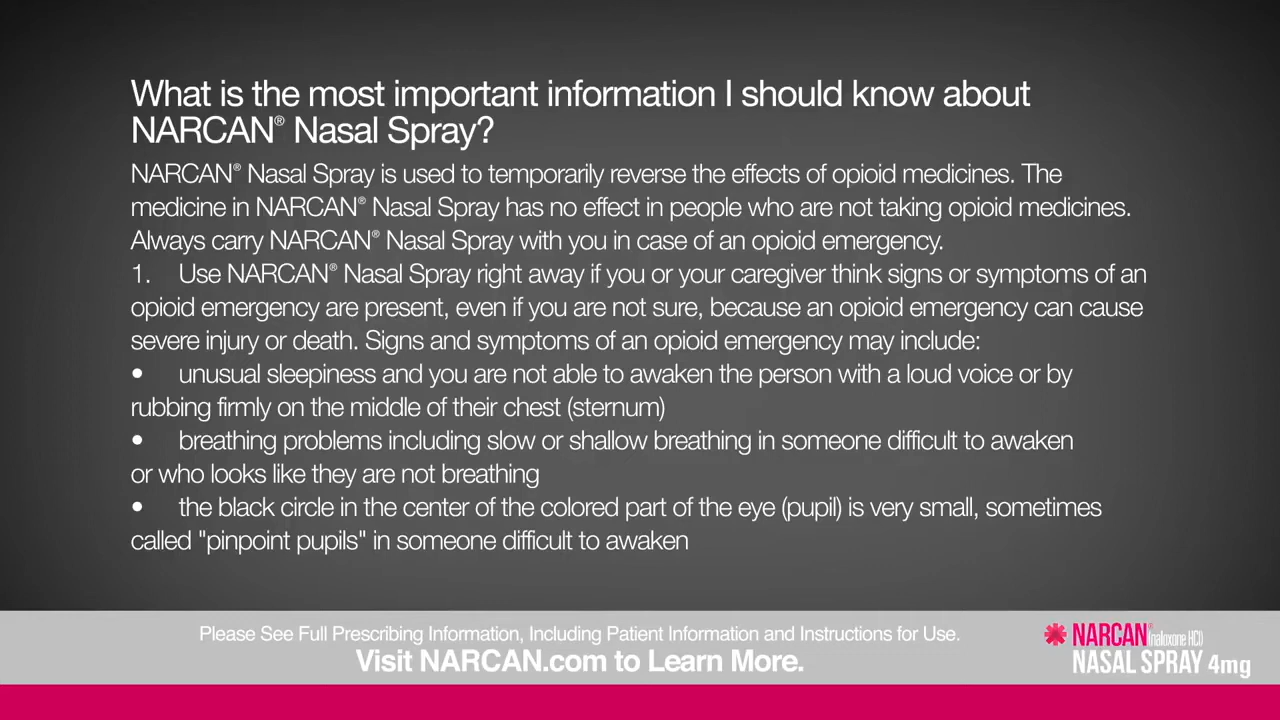 What is the most important information I should know about
NARCAN® Nasal Spray?
NARCAN® Nasal Spray is used to temporarily reverse the effects of opioid medicines. The
medicine in NARCAN® Nasal Spray has no effect in people who are not taking opioid medicines.
Always carry NARCAN® Nasal Spray with you in case of an opioid emergency.
1. Use NARCAN® Nasal Spray right away if you or your caregiver think signs or symptoms of an
opioid emergency are present, even if you are not sure, because an opioid emergency can cause
severe injury or death. Signs and symptoms of an opioid emergency may include:
• unusual sleepiness and you are not able to awaken the person with a loud voice or by
rubbing firmly on the middle of their chest (sternum)
• breathing problems including slow or shallow breathing in someone difficult to awaken
or who looks like they are not breathing
• the black circle in the center of the colored part of the eye (pupil) is very small, sometimes
called "pinpoint pupils" in someone difficult to awaken
Please See Full Prescribing Information, Including Patient Information and Instructions for Use.
Visit NARCAN.com to Learn More.
NARCAN® (naloxone HCl)
NASAL SPRAY 4mg